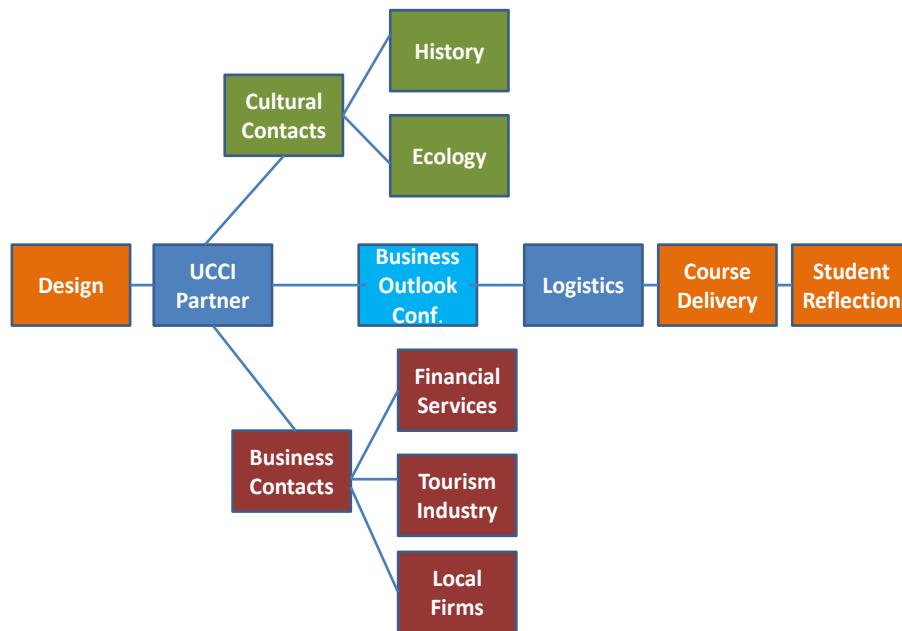 History
Cultural
Contacts
Ecology
Design
UCCI
Partner
Business
Outlook
Conf.
Logistics
Course
Delivery
Student
Reflection
Financial
Services
Business
Contacts
Tourism
Industry
Local
Firms